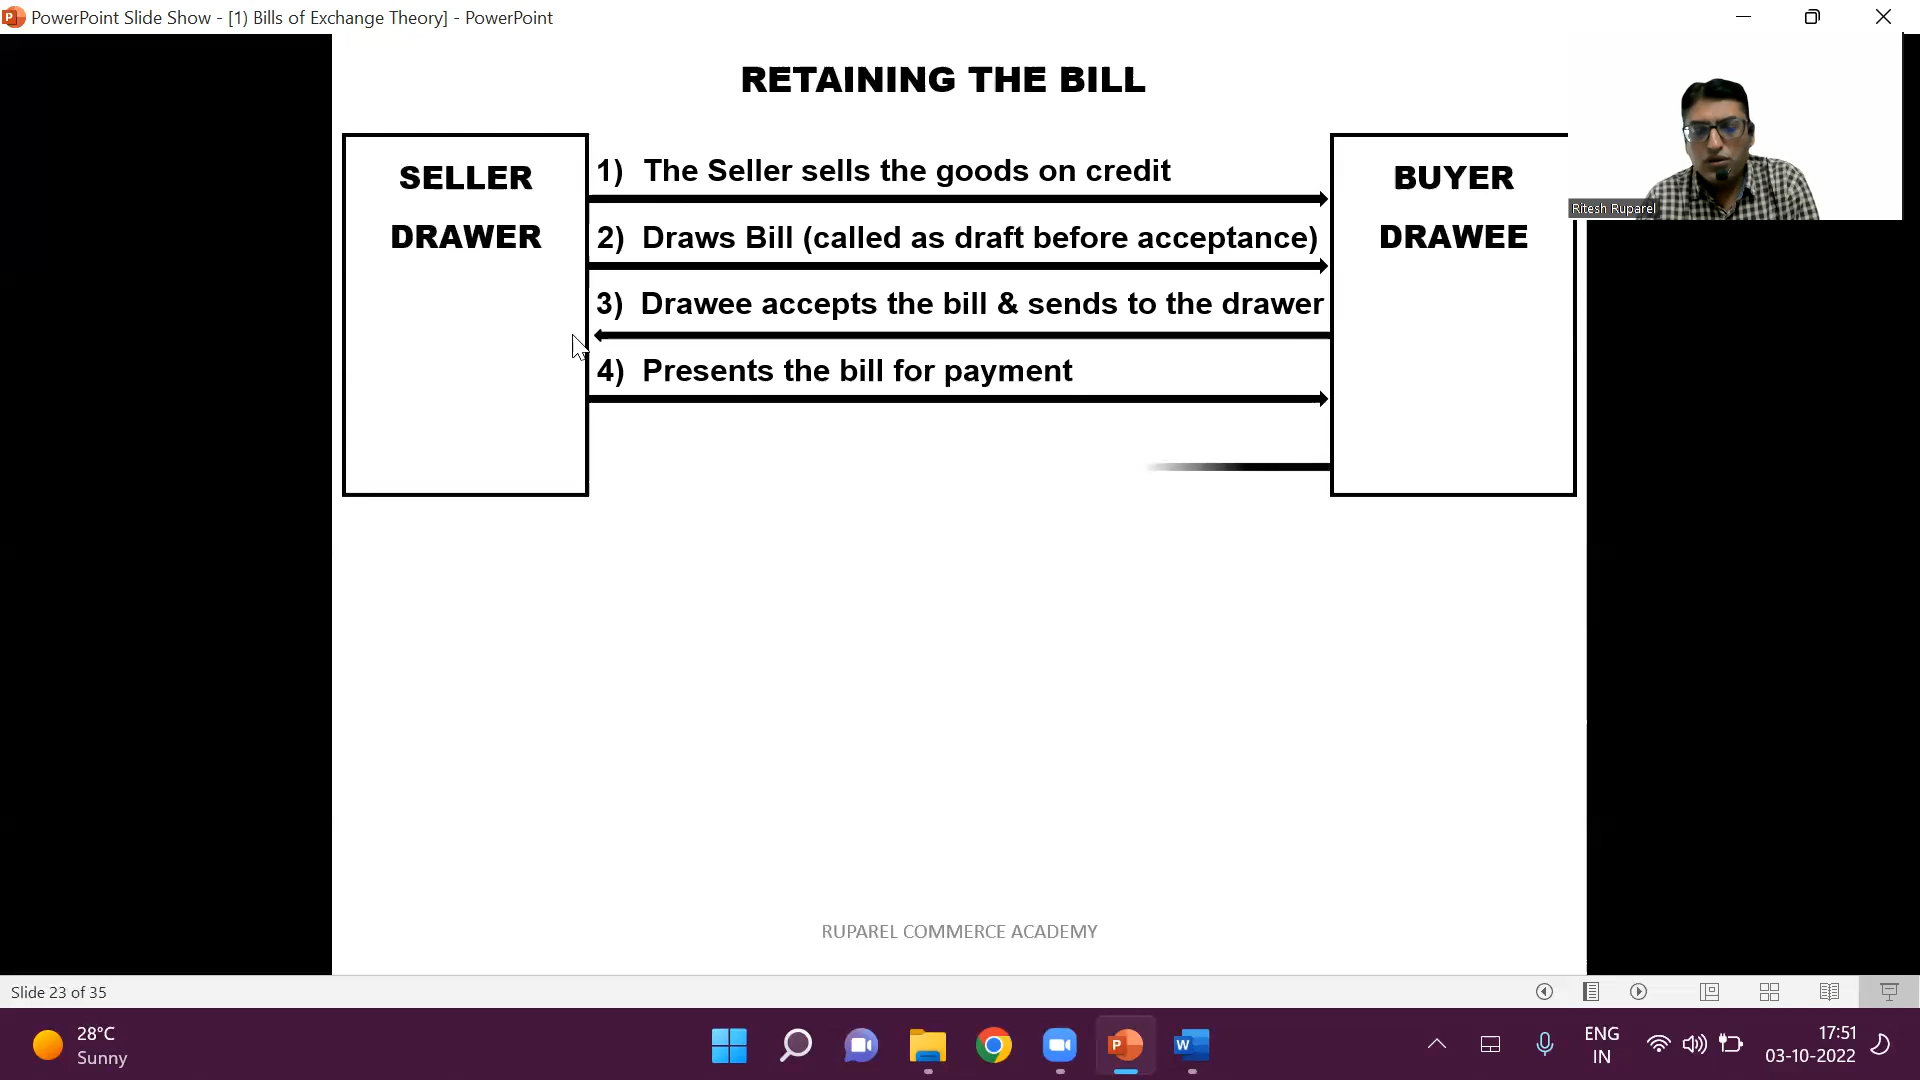 PowerPoint Slide Show - [1) Bills of Exchange Theory] - PowerPoint
RETAINING THE BILL
SELLER
DRAWER
1) The Seller sells the goods on credit
2) Draws Bill (called as draft before acceptance)
3) Drawee accepts the bill & sends to the drawer
4) Presents the bill for payment
BUYER
DRAWEE
Ritesh Ruparel
RUPAREL COMMERCE ACADEMY
Slide 23 of 35
28°C
Sunny
P
W
ENG
IN
17:51
03-10-2022